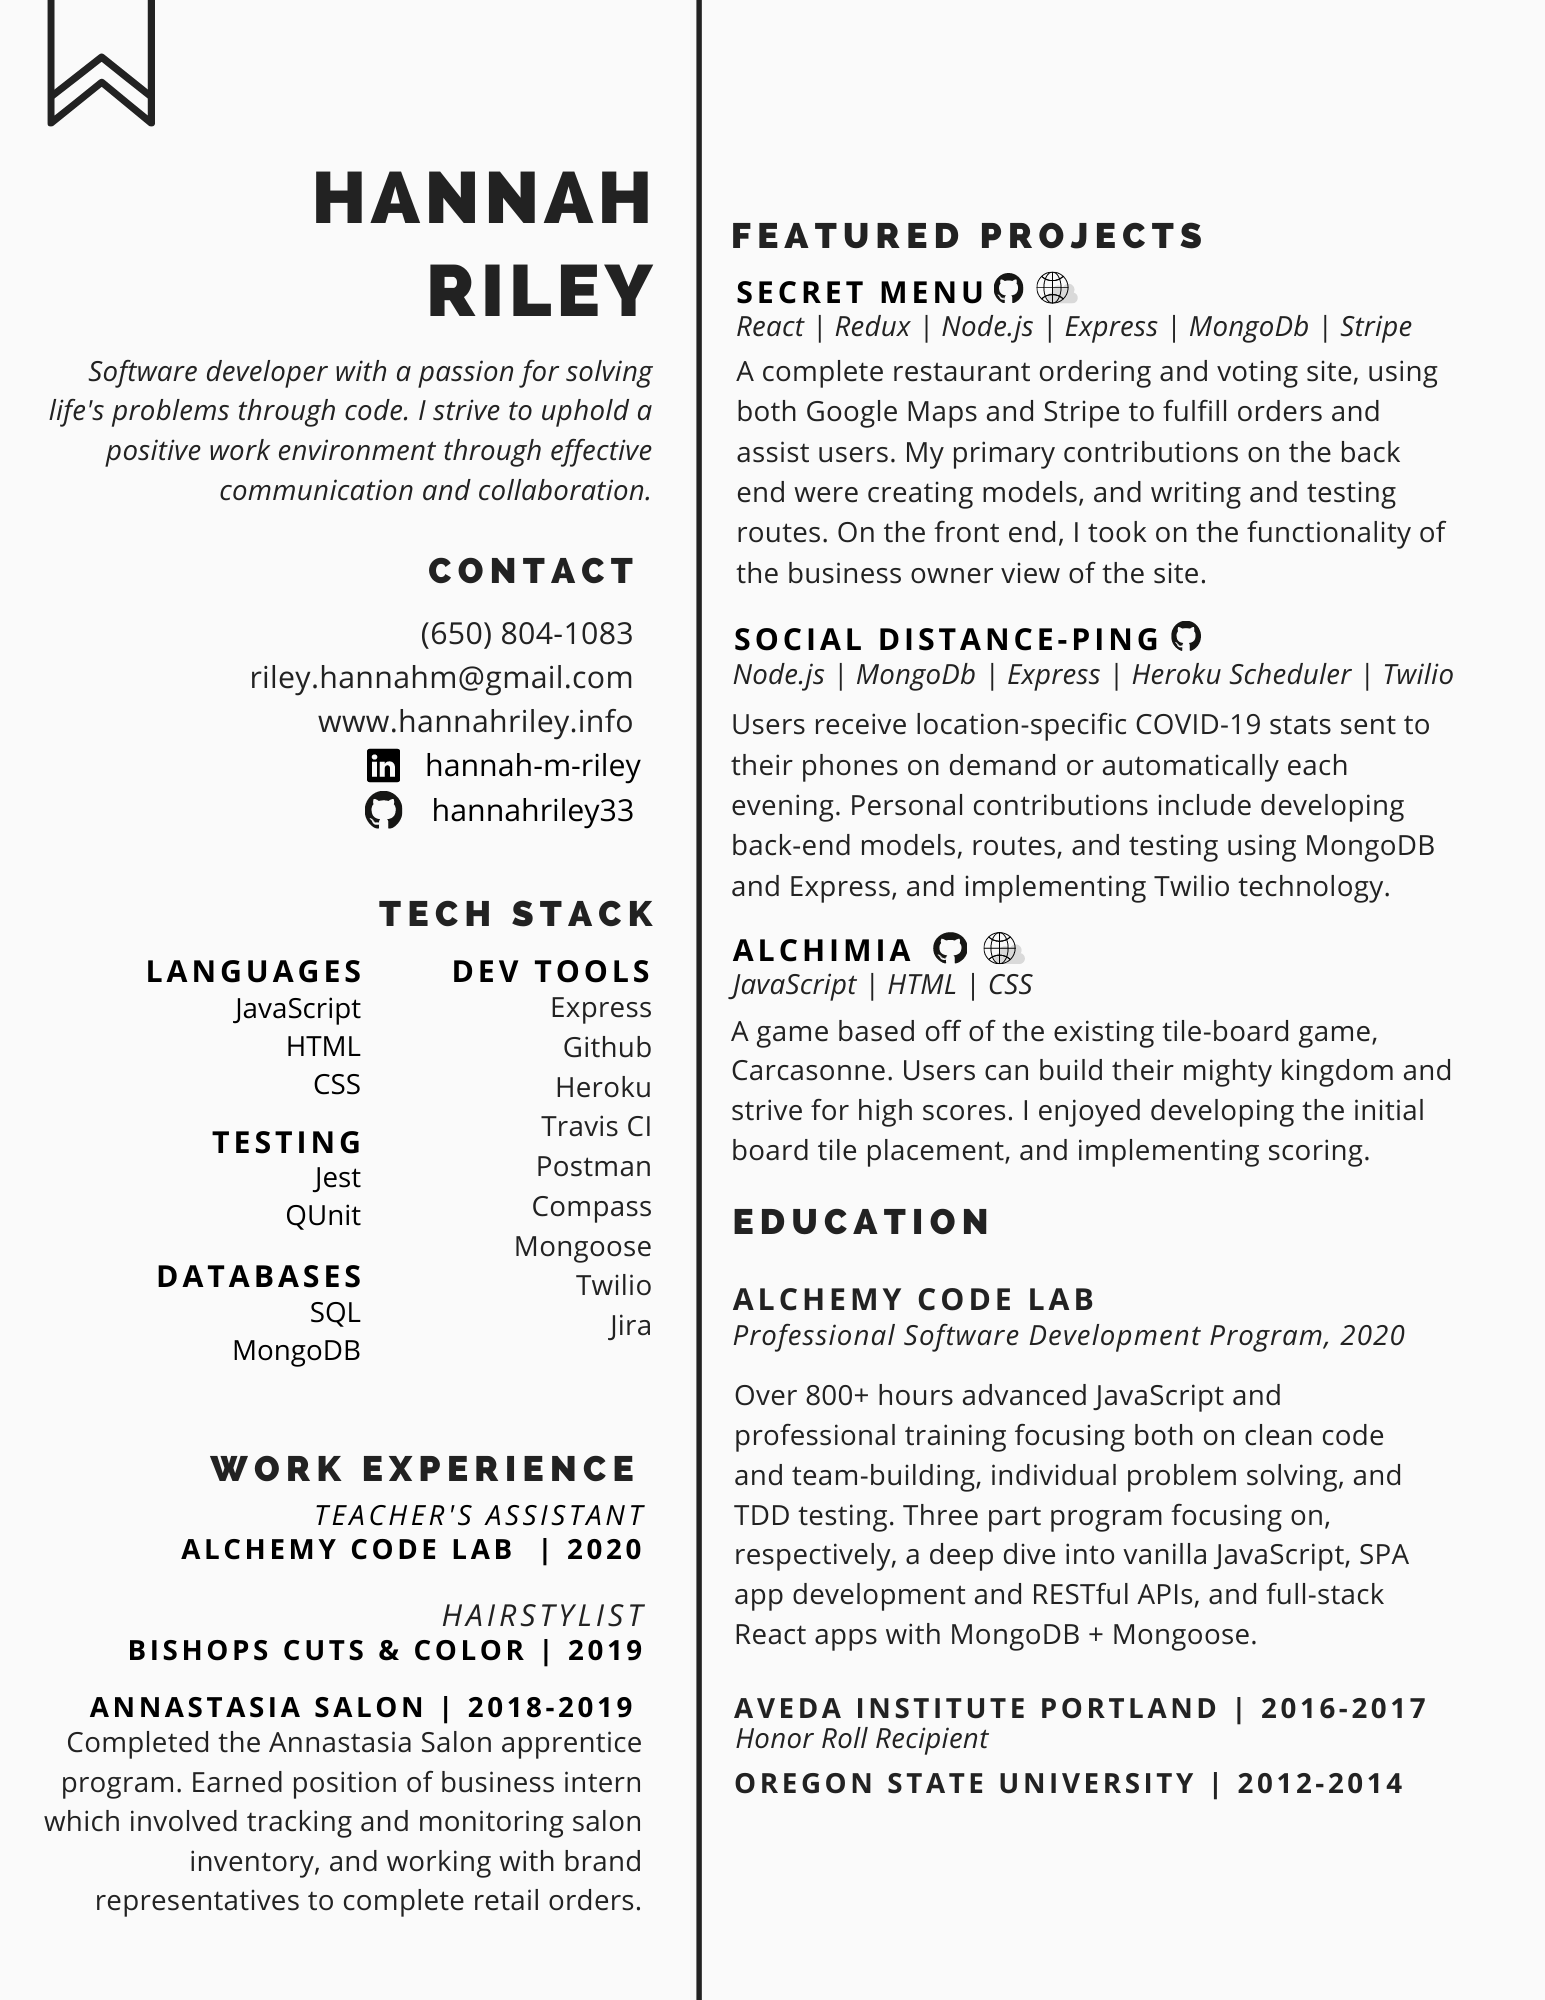 HANNAH
RILEY
Software developer with a passion for solving
life's problems through code. I strive to uphold a
positive work environment through effective
communication and collaboration.
CONTACT
(650) 804-1083
riley.hannahm@gmail.com
www.hannahriley.info
in hannah-m-riley
hannahriley33
TECH STACK
LANGUAGES
JavaScript
HTML
CSS
TESTING
Jest
QUnit
DATABASES
SQL
MongoDB
DEV TOOLS
Express
Github
Heroku
Travis CI
Postman
Compass
Mongoose
Twilio
Jira
WORK EXPERIENCE
TEACHER'S ASSISTANT
ALCHEMY CODE LAB | 2020
HAIRSTYLIST
BISHOPS CUTS & COLOR | 2019
ANNASTASIA SALON | 2018-2019
Completed the Annastasia Salon apprentice
program. Earned position of business intern
which involved tracking and monitoring salon
inventory, and working with brand
representatives to complete retail orders.
FEATURED PROJECTS
SECRET MENU
React | Redux | Node.js | Express | MongoDb | Stripe
A complete restaurant ordering and voting site, using
both Google Maps and Stripe to fulfill orders and
assist users. My primary contributions on the back
end were creating models, and writing and testing
routes. On the front end, I took on the functionality of
the business owner view of the site.
SOCIAL DISTANCE-PING
Node.js | MongoDb | Express | Heroku Scheduler | Twilio
Users receive location-specific COVID-19 stats sent to
their phones on demand or automatically each
evening. Personal contributions include developing
back-end models, routes, and testing using MongoDB
and Express, and implementing Twilio technology.
ALCHIMIA
JavaScript | HTML | CSS
A game based off of the existing tile-board game,
Carcasonne. Users can build their mighty kingdom and
strive for high scores. I enjoyed developing the initial
board tile placement, and implementing scoring.
EDUCATION
ALCHEMY CODE LAB
Professional Software Development Program, 2020
Over 800+ hours advanced JavaScript and
professional training focusing both on clean code
and team-building, individual problem solving, and
TDD testing. Three part program focusing on,
respectively, a deep dive into vanilla JavaScript, SPA
app development and RESTful APIs, and full-stack
React apps with MongoDB + Mongoose.
AVEDA INSTITUTE PORTLAND | 2016-2017
Honor Roll Recipient
OREGON STATE UNIVERSITY | 2012-2014